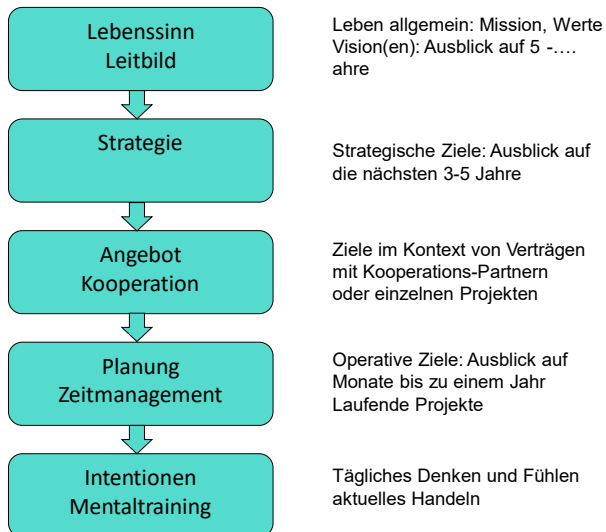 Lebenssinn
Leitbild
Leben allgemein: Mission, Werte
Vision(en): Ausblick auf 5 -....
ahre
Strategie
Strategische Ziele: Ausblick auf
die nächsten 3-5 Jahre
Angebot
Kooperation
Ziele im Kontext von Verträgen
mit Kooperations-Partnern
oder einzelnen Projekten
Planung
Zeitmanagement
Operative Ziele: Ausblick auf
Monate bis zu einem Jahr
Laufende Projekte
Intentionen
Mentaltraining
Tägliches Denken und Fühlen
aktuelles Handeln